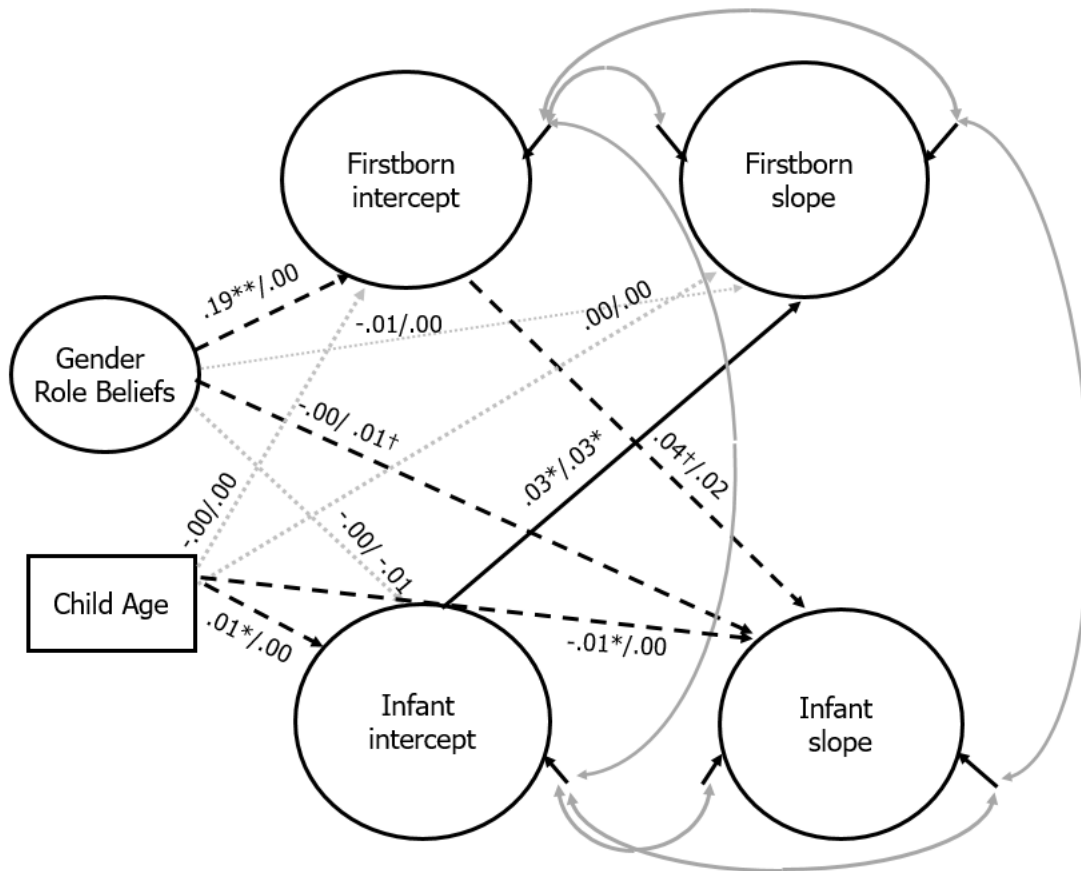 Firstborn
intercept
Firstborn
slope
.19**/.00
-.01/.00
.00/.00
Gender
Role Beliefs
-.00/ .01†
.03*/.03*
.04†/.02
-.00/.00
-.00/ -.01
Child Age
.01*/.00
-.01*/.00
Infant
intercept
Infant
slope